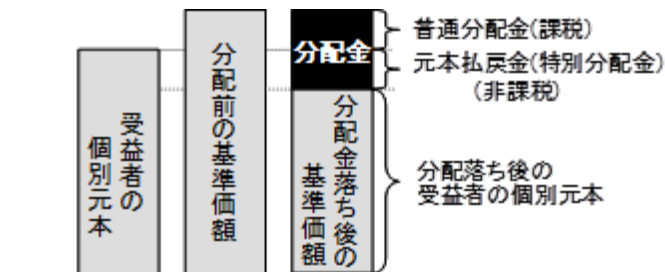 受益者の
個別元本
分配前の基準価額
分配金
分配金落ち後の
基準価額
普通分配金(課税)
元本払戻金(特別分配金)
(非課税)
分配落ち後の
受益者の個別元本